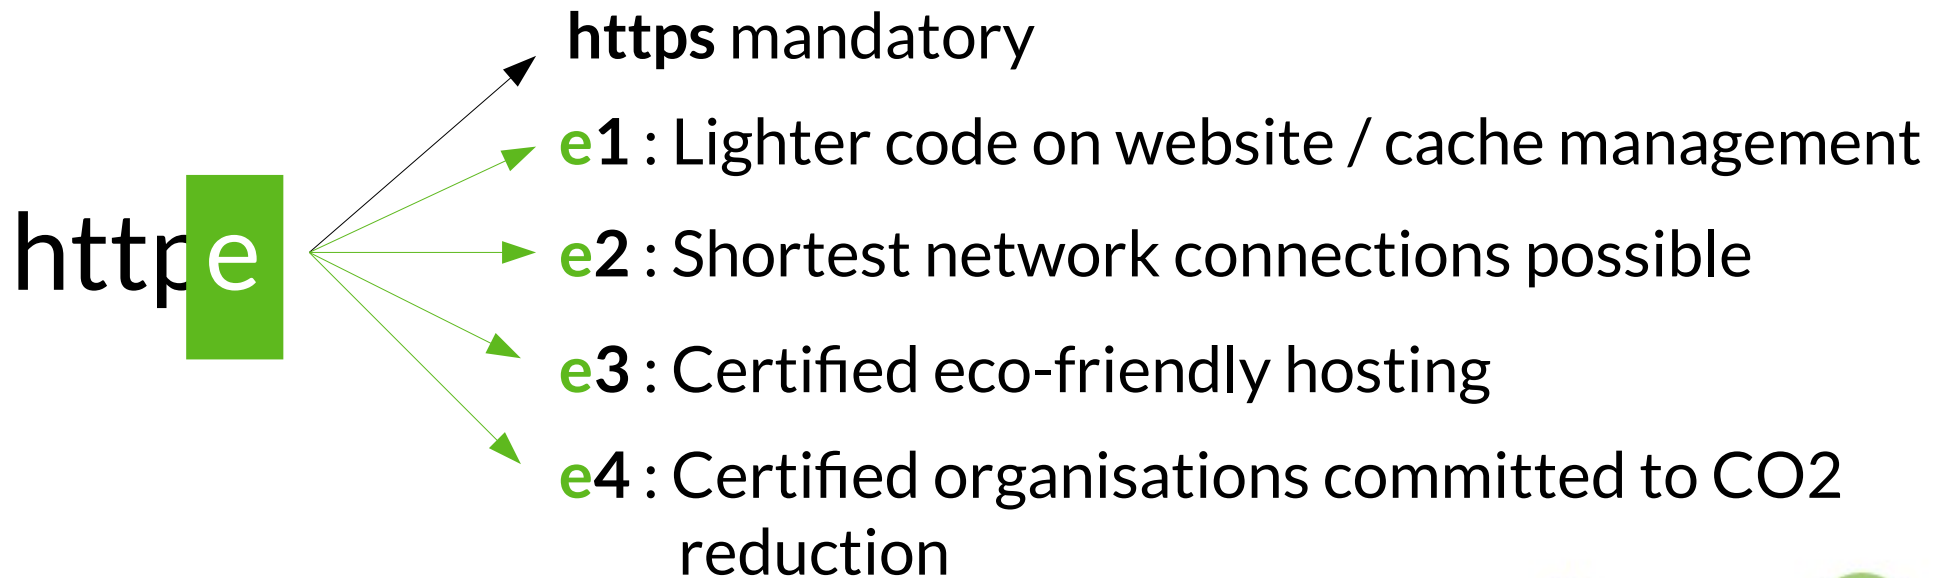 https mandatory
e1 : Lighter code on website / cache management
httpe
e2 : Shortest network connections possible
e3 : Certified eco-friendly hosting
e4 : Certified organisations committed to CO2
reduction